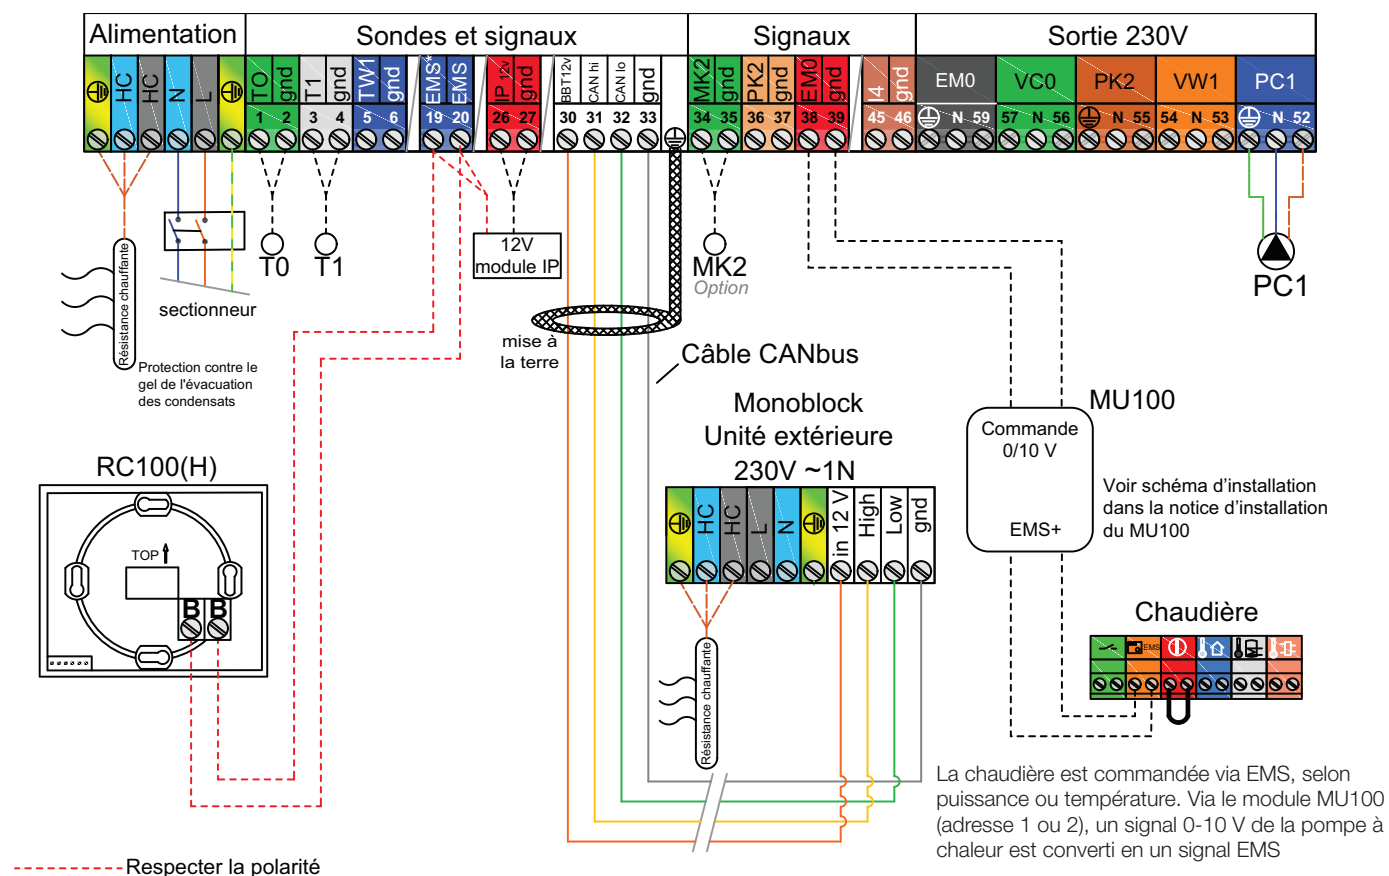 Alimentation
Sondes et signaux
Signaux
Sortie 230V
HC
HC
N
L
TO
gnd
T1
gnd
TW1
gnd
EMS*
EMS
IP 12v
gnd
BBT12v
CAN hi
CAN lo
gnd
MK2
gnd
PK2
gnd
EM0
gnd
I4
gnd
EM0
VC0
PK2
VW1
PC1
1 2 3 4 5 6 19 20 26 27 30 31 32 33 34 35 36 37 38 39 45 46 N 59 57 N 56 N 55 54 N 53 N 52
T0
T1
12V
module IP
MK2
Option
PC1
Résistance chauffante
sectionneur
Protection contre le
gel de l'évacuation
des condensats
mise à
la terre
Câble CANbus
Monoblock
Unité extérieure
230V ~1N
HC
HC
L
N
in 12 V
High
Low
gnd
Résistance chauffante
MU100
Commande
0/10 V
EMS+
Voir schéma d’installation
dans la notice d’installation
du MU100
RC100(H)
TOP
B B
Chaudière
EMS
La chaudière est commandée via EMS, selon
puissance ou température. Via le module MU100
(adresse 1 ou 2), un signal 0-10 V de la pompe à
chaleur est converti en un signal EMS
Respecter la polarité